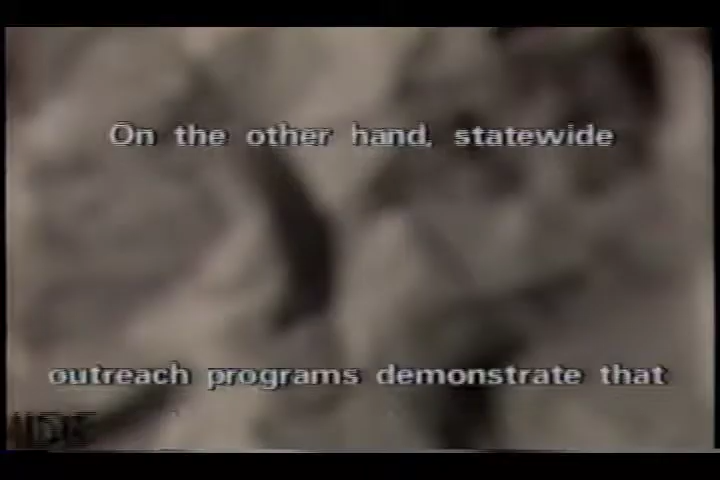 On the other hand, statewide
outreach programs demonstrate that